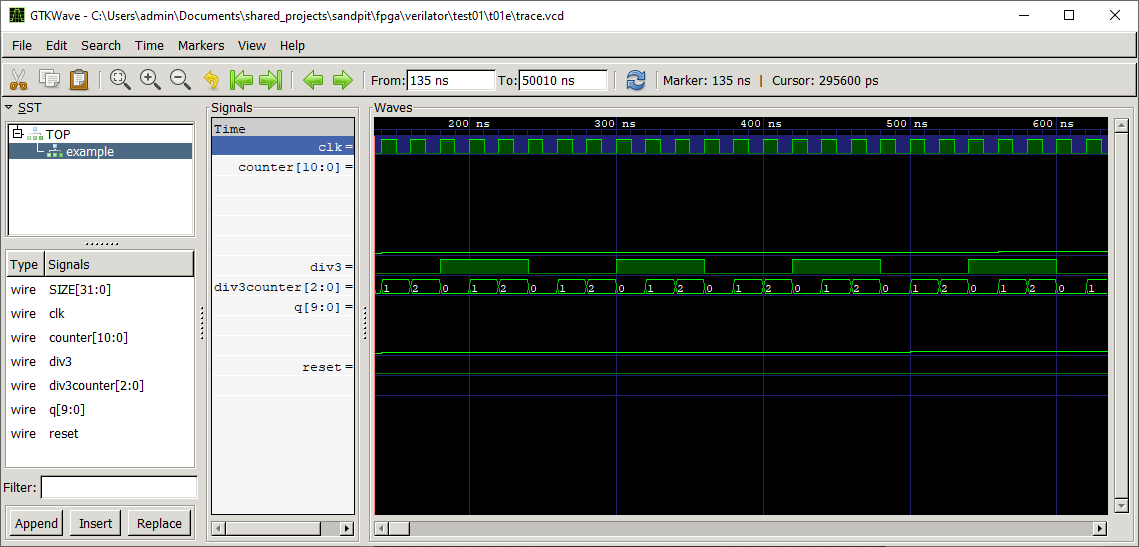 GTKWave - C:\Users\admin\Documents\shared_projects\sandpit\fpga\verilator\test01\t01e\trace.vcd
File Edit Search Time Markers View Help
From: 135 ns To: 50010 ns Marker: 135 ns | Cursor: 295600 ps
SST
TOP
example
Type Signals
wire SIZE[31:0]
wire clk
wire counter[10:0]
wire div3
wire div3counter[2:0]
wire q[9:0]
wire reset
Filter:
Append Insert Replace
Signals
Time
clk=
counter[10:0]=
div3=
div3counter[2:0]=
q[9:0]=
reset=
Waves
200 ns 300 ns 400 ns 500 ns 600 ns
1 2 0 1 2 0 1 2 0 1 2 0 1 2 0 1 2 0 1 2 0 1 2 0 1